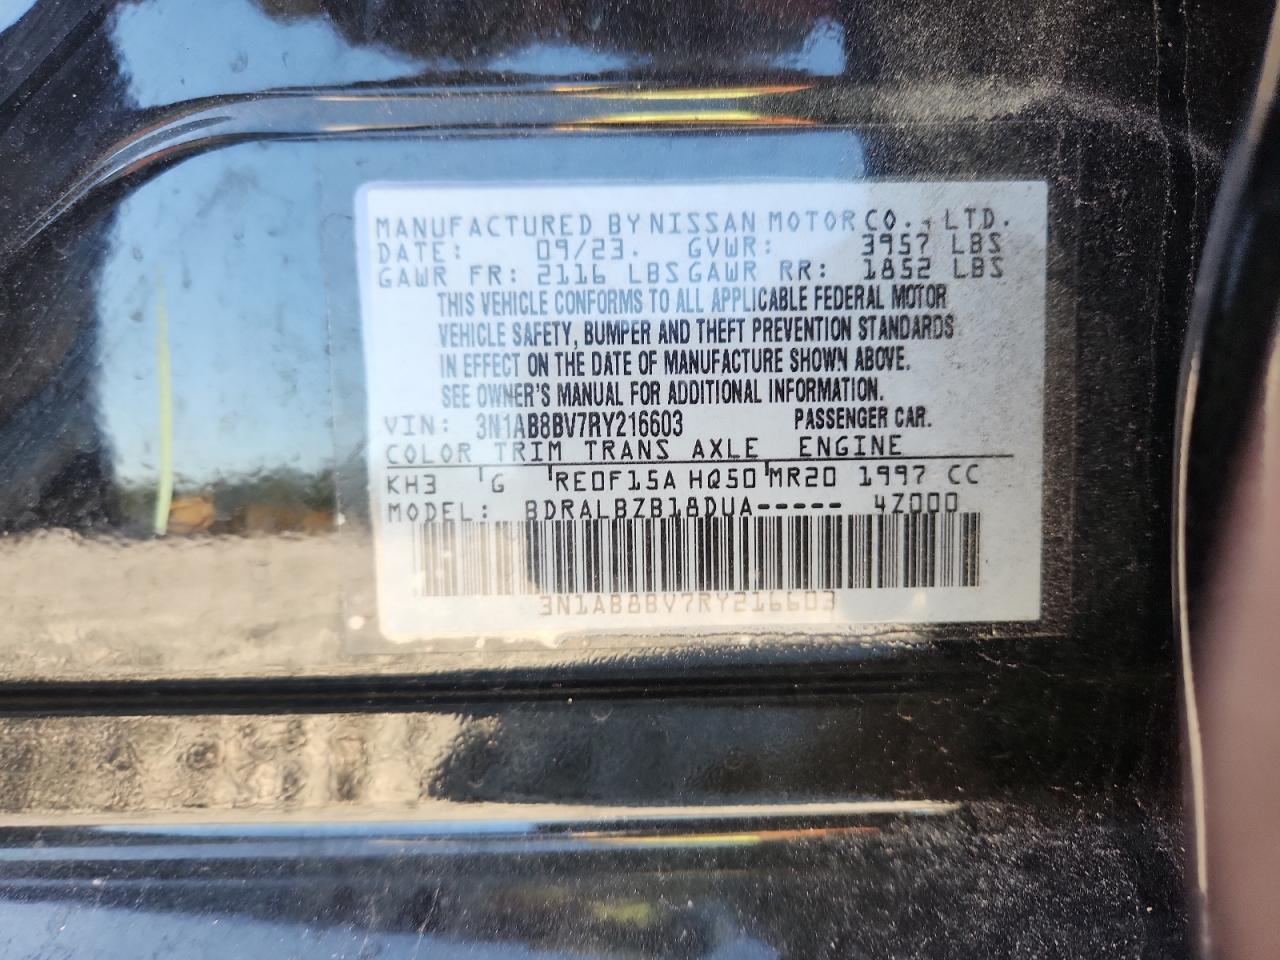 MANUFACTURED BY NISSAN MOTOR CO., LTD.
DATE: 09/23. GVWR: 3957 LBS
GAWR FR: 2116 LBS GAWR RR: 1852 LBS
THIS VEHICLE CONFORMS TO ALL APPLICABLE FEDERAL MOTOR
VEHICLE SAFETY, BUMPER AND THEFT PREVENTION STANDARDS
IN EFFECT ON THE DATE OF MANUFACTURE SHOWN ABOVE.
SEE OWNER'S MANUAL FOR ADDITIONAL INFORMATION.
VIN: 3N1AB8BV7RY216603 PASSENGER CAR.
COLOR TRIM TRANS AXLE ENGINE
KH3 G RE0F15A HQ50 MR20 1997 CC
MODEL: BDRALBZB18DUA----- 4Z000
3N1AB8BV7RY216603